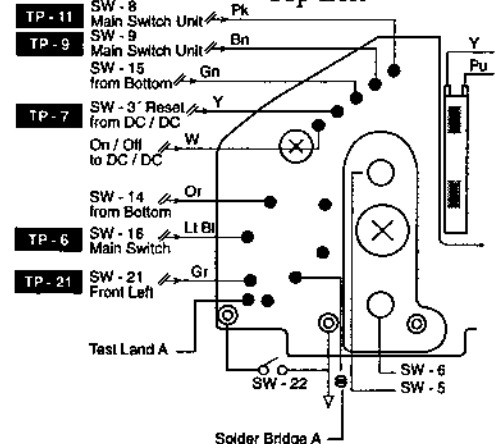 TP - 11 SW - 8 Pk
Main Switch Unit
TP - 9 SW - 9 Bn
Main Switch Unit
SW - 15 Gn
from Bottom
TP - 7 SW - 3´ Reset Y
from DC / DC
On / Off W
to DC / DC
SW - 14 Or
from Bottom
TP - 6 SW - 16 Lt Bl
Main Switch
TP - 21 SW - 21 Gr
Front Left
Test Land A
SW - 22
SW - 6
SW - 5
Solder Bridge A
Y
Pu